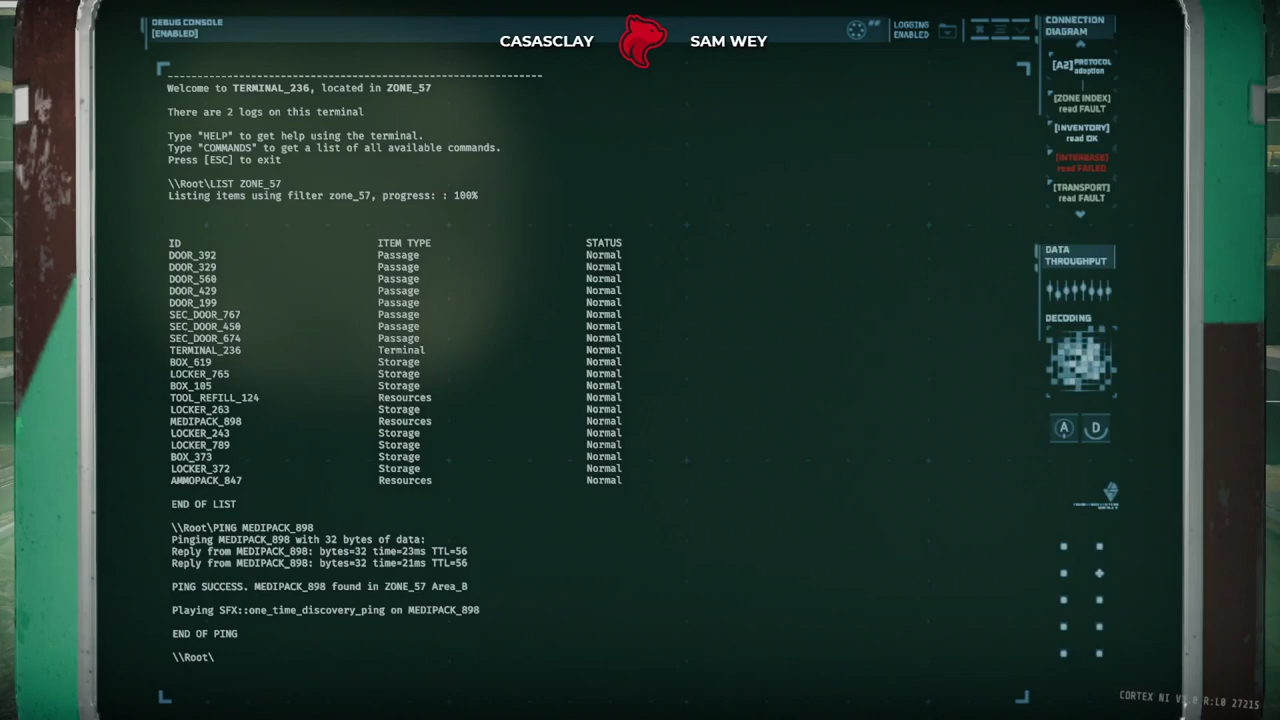 DEBUG CONSOLE
[ENABLED]
CASASCLAY
SAM WEY
LOGGING
ENABLED
CONNECTION
DIAGRAM
[A2] PROTOCOL
adaption
[ZONE INDEX]
read FAULT
[INVENTORY]
read OK
[INTERBASE]
read FAILED
[TRANSPORT]
read FAULT
DATA
THROUGHPUT
DECODING
A D
------------------------------------------------------------
Welcome to TERMINAL_236, located in ZONE_57
There are 2 logs on this terminal
Type "HELP" to get help using the terminal.
Type "COMMANDS" to get a list of all available commands.
Press [ESC] to exit
\\Root\LIST ZONE_57
Listing items using filter zone_57, progress: : 100%
ID ITEM TYPE STATUS
DOOR_392 Passage Normal
DOOR_329 Passage Normal
DOOR_560 Passage Normal
DOOR_429 Passage Normal
DOOR_199 Passage Normal
SEC_DOOR_767 Passage Normal
SEC_DOOR_450 Passage Normal
SEC_DOOR_674 Passage Normal
TERMINAL_236 Terminal Normal
BOX_619 Storage Normal
LOCKER_765 Storage Normal
BOX_105 Storage Normal
TOOL_REFILL_124 Resources Normal
LOCKER_263 Storage Normal
MEDIPACK_898 Resources Normal
LOCKER_243 Storage Normal
LOCKER_789 Storage Normal
BOX_373 Storage Normal
LOCKER_372 Storage Normal
AMMOPACK_847 Resources Normal
END OF LIST
\\Root\PING MEDIPACK_898
Pinging MEDIPACK_898 with 32 bytes of data:
Reply from MEDIPACK_898: bytes=32 time=23ms TTL=56
Reply from MEDIPACK_898: bytes=32 time=21ms TTL=56
PING SUCCESS. MEDIPACK_898 found in ZONE_57 Area_B
Playing SFX::one_time_discovery_ping on MEDIPACK_898
END OF PING
\\Root\
CORTEX NI R:L0 27215